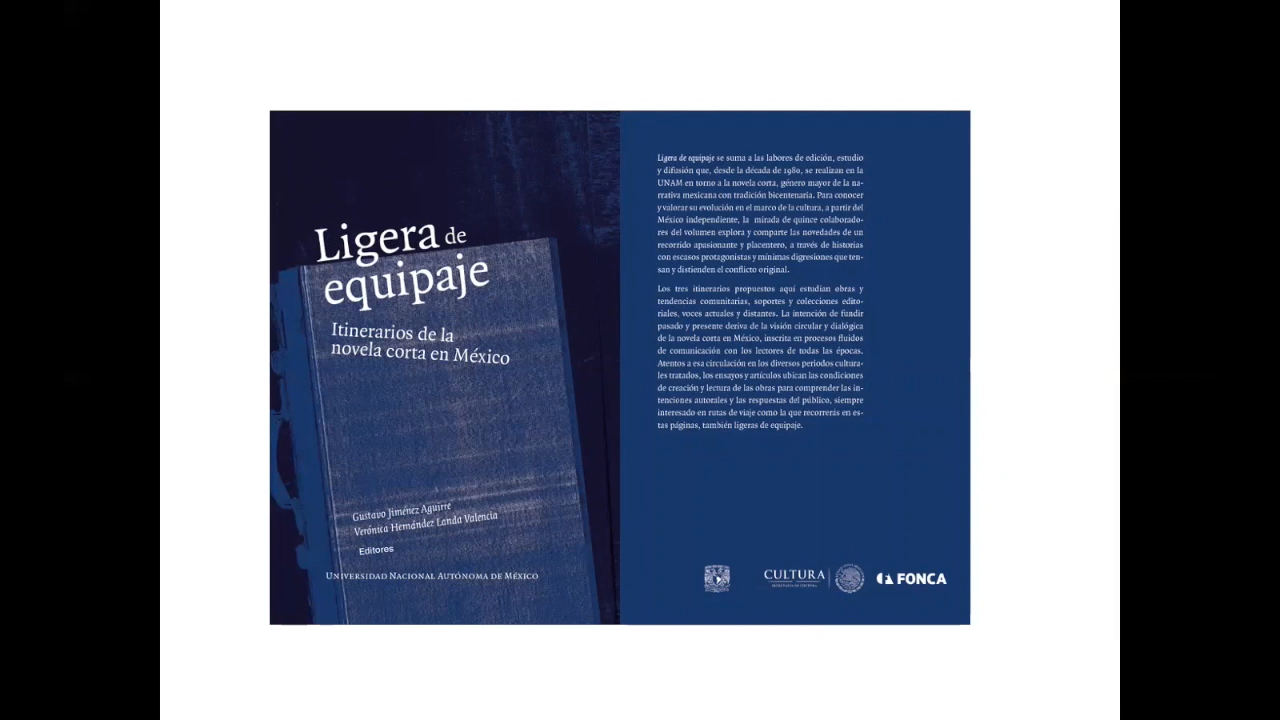 Ligera de
equipaje
Itinerarios de la
novela corta en México
Gustavo Jiménez Aguirre
Verónica Hernández Landa Valencia
Editores
Universidad Nacional Autónoma de México
Ligera de equipaje se suma a las labores de edición, estudio
y difusión que, desde la década de 1980, se realizan en la
UNAM en torno a la novela corta, género mayor de la na-
rrativa mexicana con tradición bicentenaria. Para conocer
y valorar su evolución en el marco de la cultura, a partir del
México independiente, la mirada de quince colaborado-
res del volumen explora y comparte las novedades de un
recorrido apasionante y placentero, a través de historias
con escasos protagonistas y mínimas digresiones que ten-
san y distienden el conflicto original.
Los tres itinerarios propuestos aquí estudian obras y
tendencias comunitarias, soportes y colecciones edito-
riales, voces actuales y distantes. La intención de fundir
pasado y presente deriva de la visión circular y dialógica
de la novela corta en México, inscrita en procesos fluidos
de comunicación con los lectores de todas las épocas.
Atentos a esa circulación en los diversos periodos cultura-
les tratados, los ensayos y artículos ubican las condiciones
de creación y lectura de las obras para comprender las in-
tenciones autorales y las respuestas del público, siempre
interesado en rutas de viaje como la que recorrerás en es-
tas páginas, también ligeras de equipaje.
CULTURA
SECRETARÍA DE CULTURA
FONCA